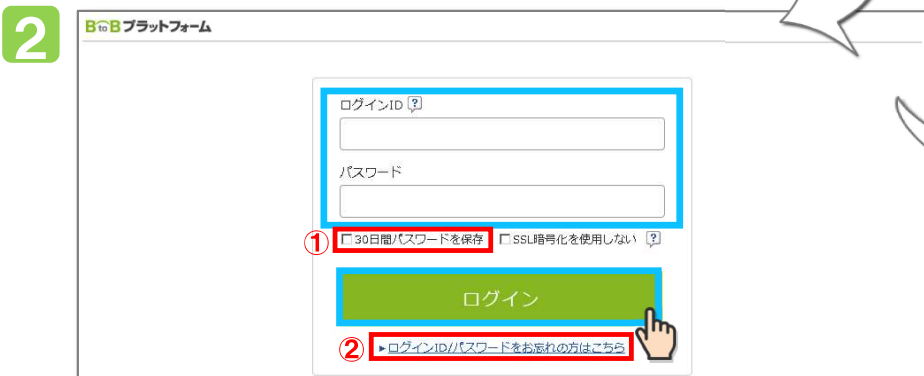 2
BtoBプラットフォーム
ログインID ?
パスワード
① 30日間パスワードを保存 SSL暗号化を使用しない ?
ログイン
② ▸ログインID/パスワードをお忘れの方はこちら